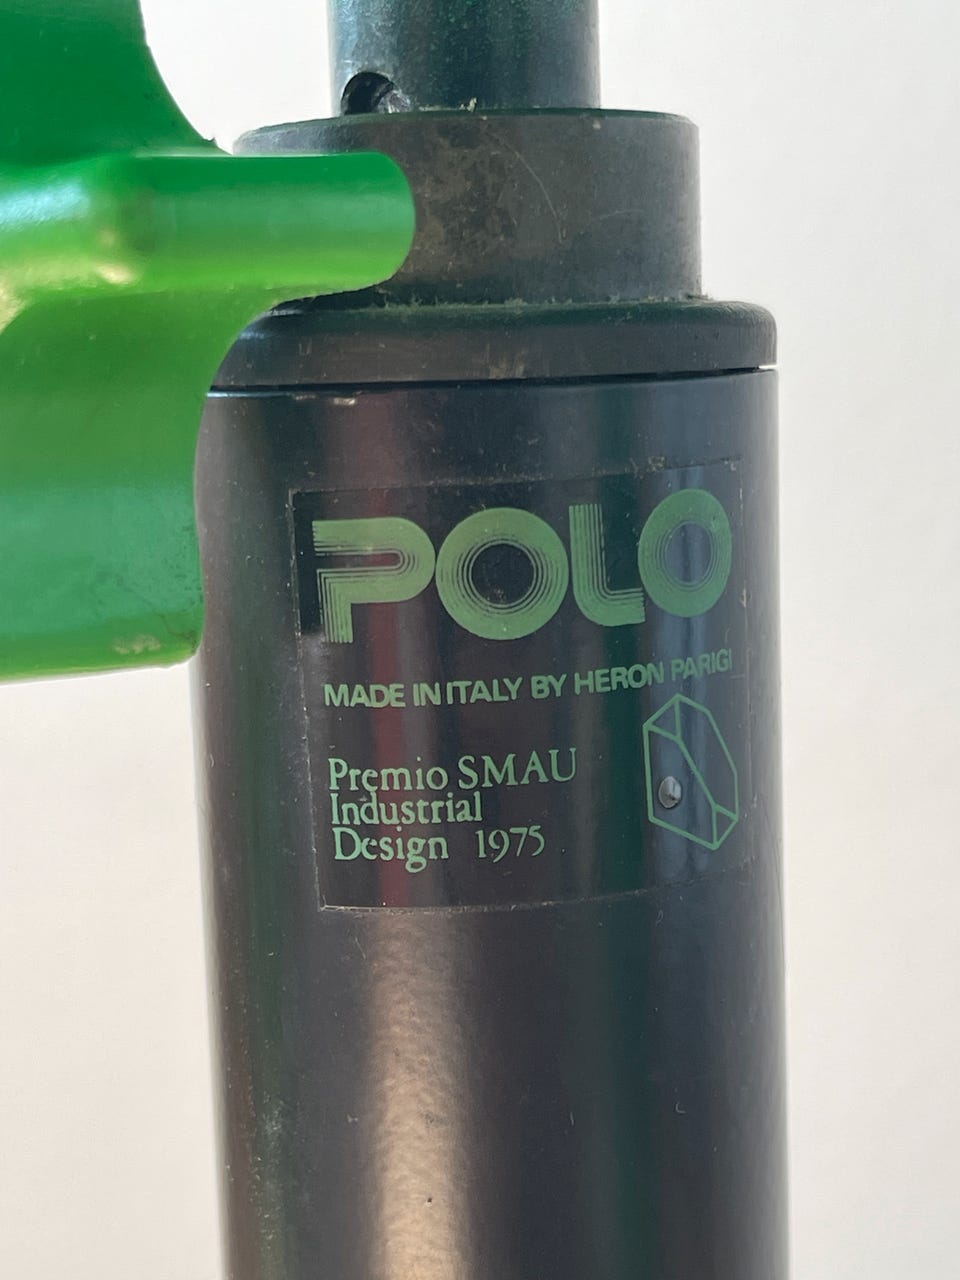 POLO
MADE IN ITALY BY HERON PARIGI
Premio SMAU
Industrial
Design 1975